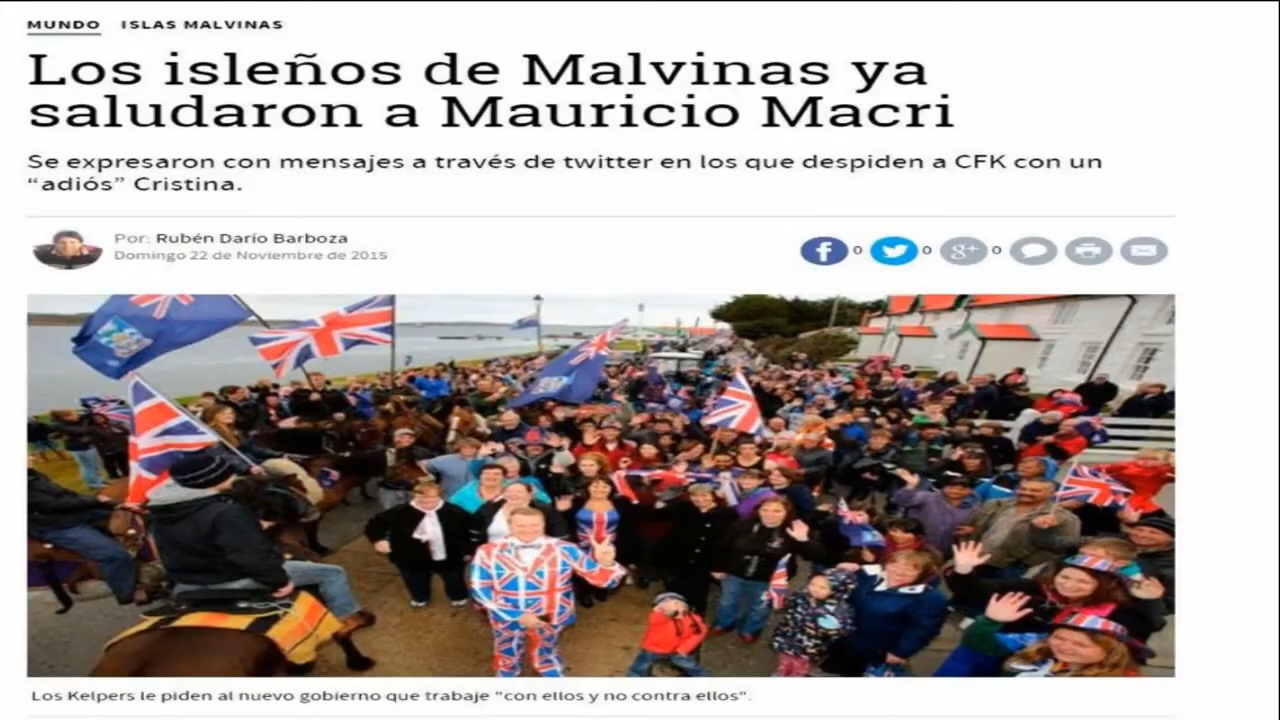 MUNDO ISLAS MALVINAS
Los isleños de Malvinas ya
saludaron a Mauricio Macri
Se expresaron con mensajes a través de twitter en los que despiden a CFK con un
“adiós” Cristina.
Por: Rubén Darío Barboza
Domingo 22 de Noviembre de 2015
f 0 0 g+ 0
Los Kelpers le piden al nuevo gobierno que trabaje "con ellos y no contra ellos".